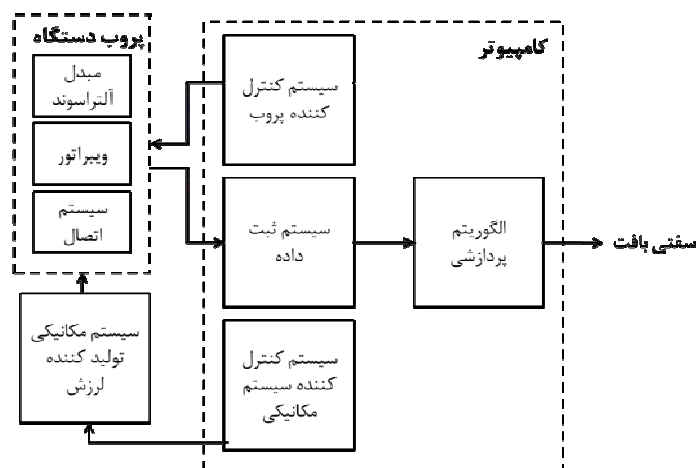 پروب دستگاه
مبدل
آلتراسوند
ویبراتور
سیستم
اتصال
سیستم مکانیکی
تولید کننده
لرزش
کامپیوتر
سیستم کنترل
کننده پروب
سیستم ثبت
داده
الگوریتم
پردازشی
سفتی بافت
سیستم کنترل
کننده سیستم
مکانیکی